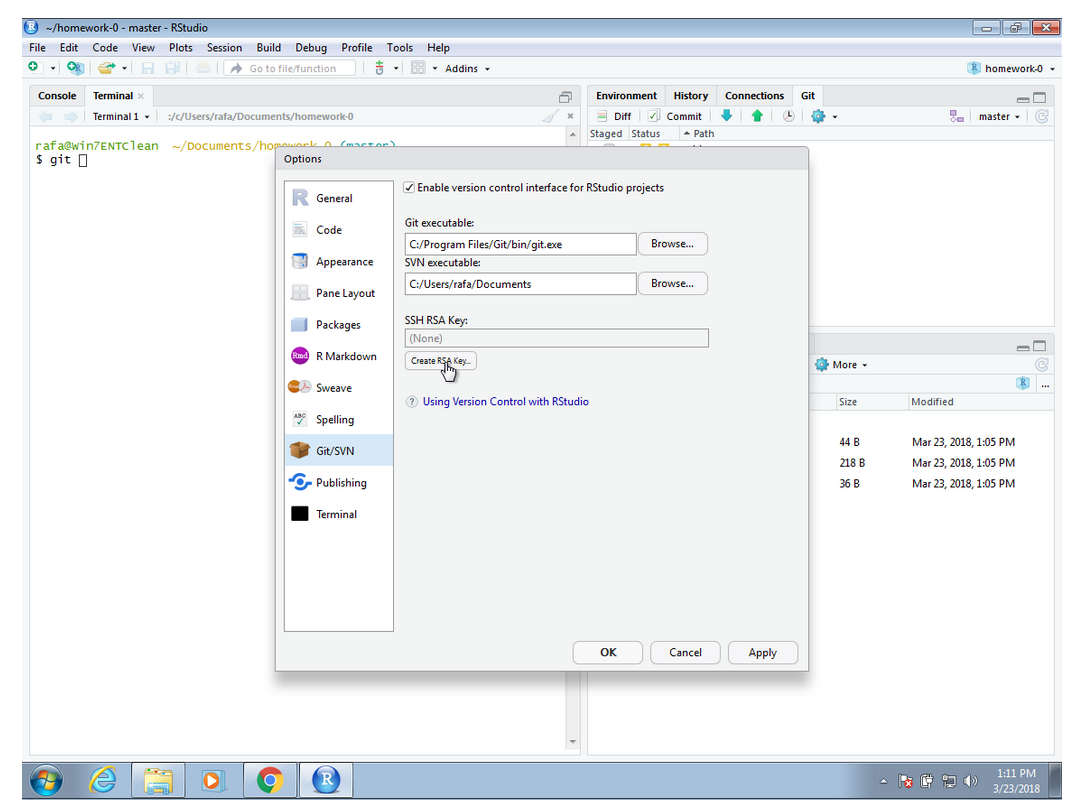 ~/homework-0 - master - RStudio
File Edit Code View Plots Session Build Debug Profile Tools Help
Go to file/function Addins homework-0
Console Terminal
Terminal 1 :/c/Users/rafa/Documents/homework-0
rafa@Win7ENTClean ~/Documents/homework-0 (master)
$ git
Environment History Connections Git
Diff Commit master
Staged Status Path
Options
General
Code
Appearance
Pane Layout
Packages
Rmd R Markdown
Sweave
ABC Spelling
Git/SVN
Publishing
Terminal
Enable version control interface for RStudio projects
Git executable:
C:/Program Files/Git/bin/git.exe Browse...
SVN executable:
C:/Users/rafa/Documents Browse...
SSH RSA Key:
(None)
Create RSA Key...
? Using Version Control with RStudio
OK Cancel Apply
More
...
Size Modified
44 B Mar 23, 2018, 1:05 PM
218 B Mar 23, 2018, 1:05 PM
36 B Mar 23, 2018, 1:05 PM
1:11 PM
3/23/2018